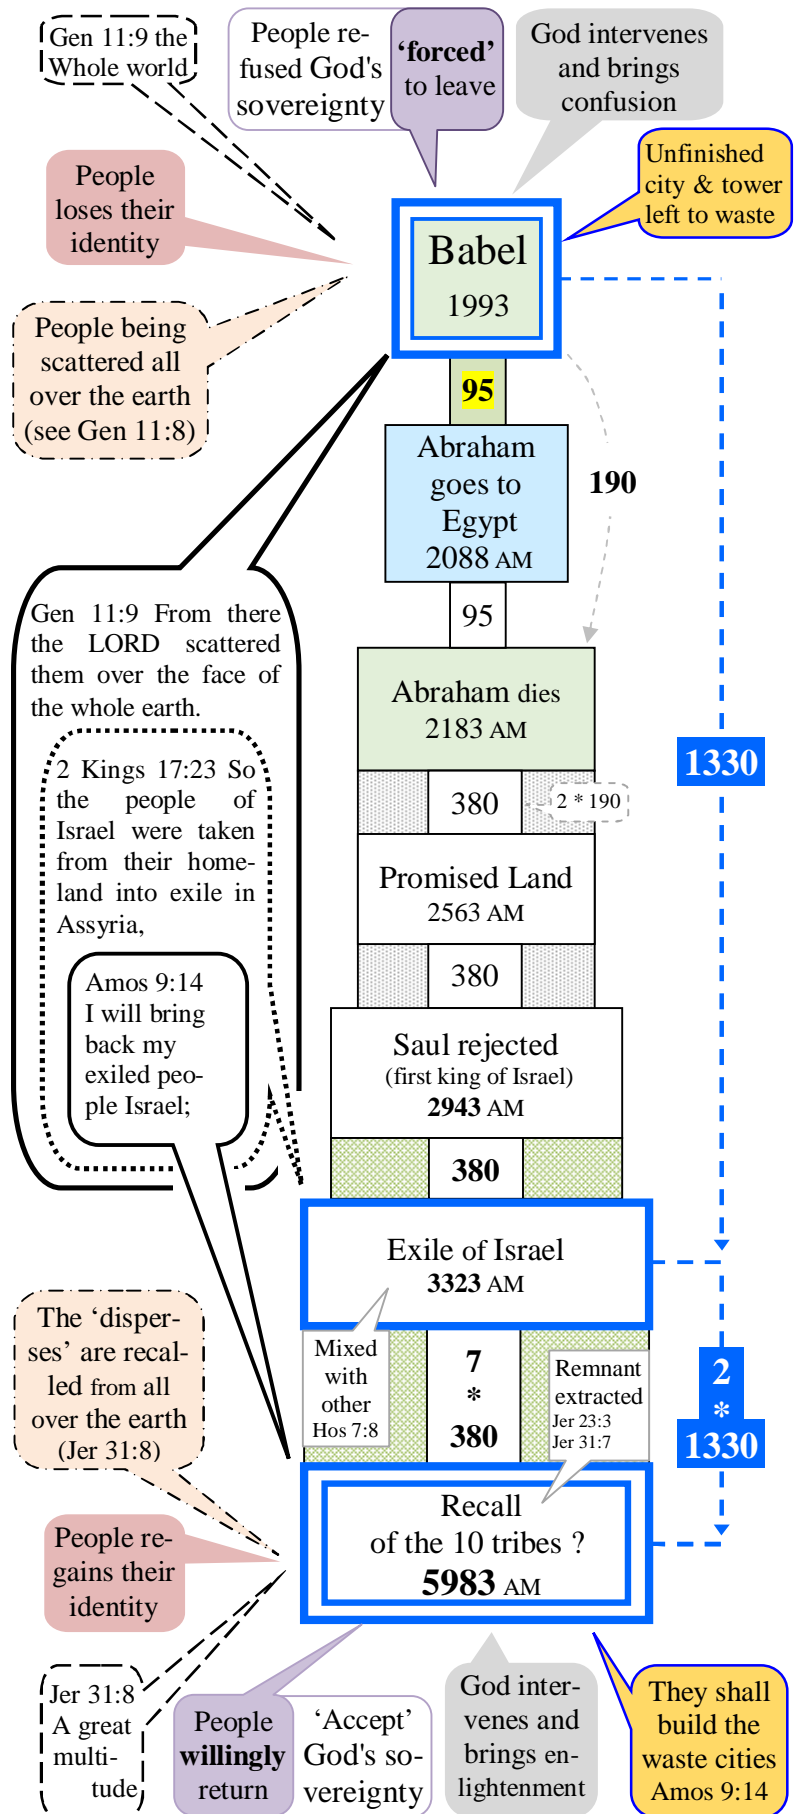 Gen 11:9 the
Whole world
People re-
fused God's
sovereignty
‘forced’
to leave
God intervenes
and brings
confusion
People
loses their
identity
Unfinished
city & tower
left to waste
Babel
1993
People being
scattered all
over the earth
(see Gen 11:8)
95
Abraham
goes to
Egypt
2088 AM
190
95
Gen 11:9 From there
the LORD scattered
them over the face of
the whole earth.
Abraham dies
2183 AM
1330
2 Kings 17:23 So
the people of
Israel were taken
from their home-
land into exile in
Assyria,
380
2 * 190
Promised Land
2563 AM
380
Amos 9:14
I will bring
back my
exiled peo-
ple Israel;
Saul rejected
(first king of Israel)
2943 AM
380
Exile of Israel
3323 AM
The ‘disper-
ses’ are recal-
led from all
over the earth
(Jer 31:8)
Mixed
with
other
Hos 7:8
7
*
380
Remnant
extracted
Jer 23:3
Jer 31:7
2
*
1330
Recall
of the 10 tribes ?
5983 AM
People re-
gains their
identity
Jer 31:8
A great
multi-
tude
People
willingly
return
‘Accept’
God's so-
vereignty
God inter-
venes and
brings en-
lightenment
They shall
build the
waste cities
Amos 9:14